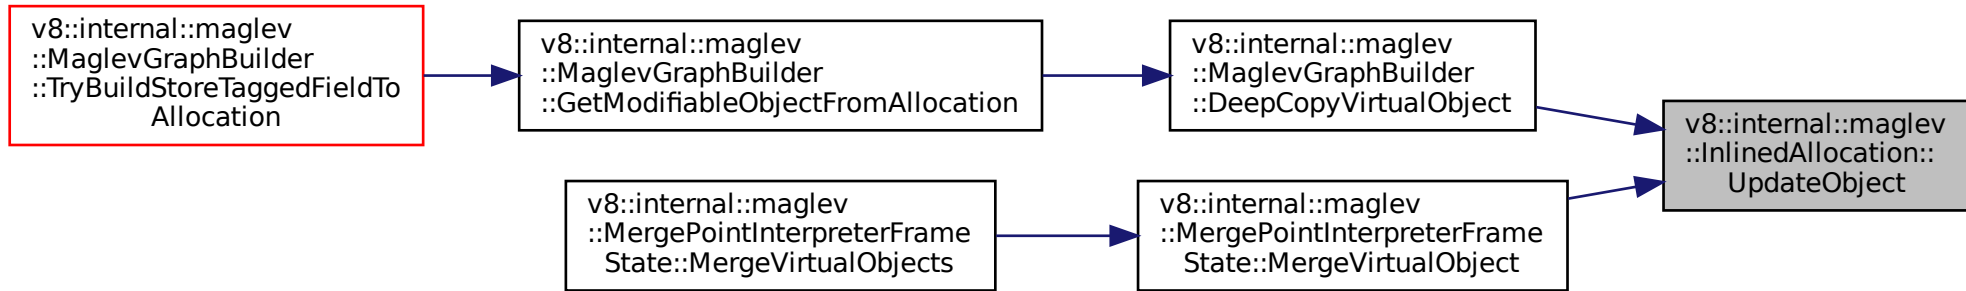 v8::internal::maglev
::MaglevGraphBuilder
::TryBuildStoreTaggedFieldTo
Allocation
v8::internal::maglev
::MaglevGraphBuilder
::GetModifiableObjectFromAllocation
v8::internal::maglev
::MaglevGraphBuilder
::DeepCopyVirtualObject
v8::internal::maglev
::InlinedAllocation::
UpdateObject
v8::internal::maglev
::MergePointInterpreterFrame
State::MergeVirtualObjects
v8::internal::maglev
::MergePointInterpreterFrame
State::MergeVirtualObject